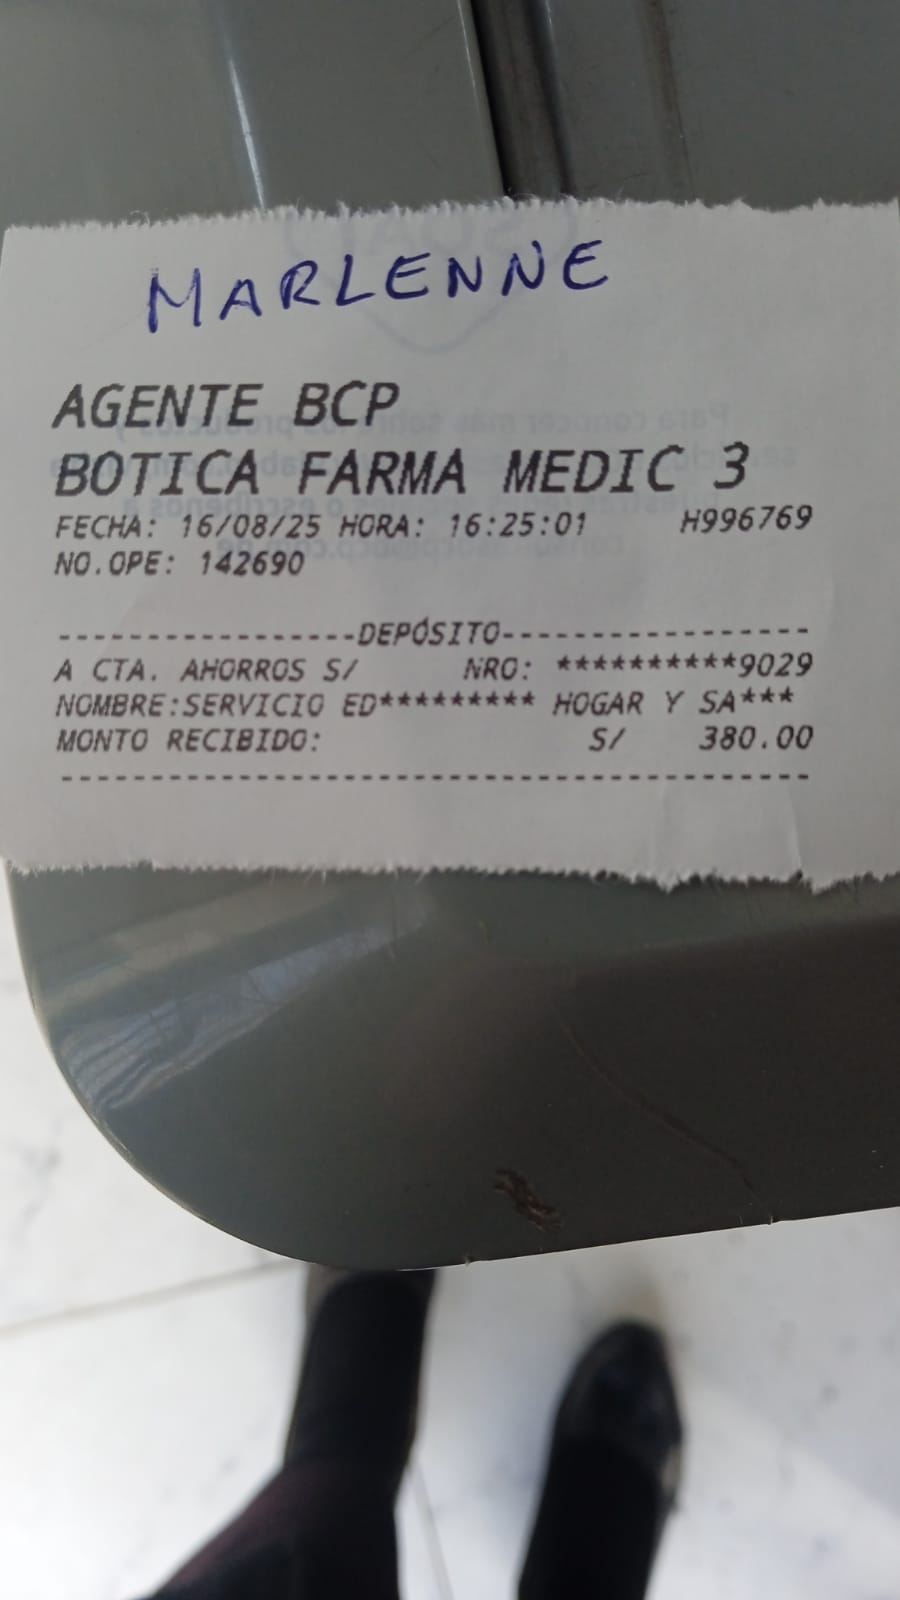 MARLENNE
AGENTE BCP
BOTICA FARMA MEDIC 3
FECHA: 16/08/25 HORA: 16:25:01 H996769
NO.OPE: 142690
-----------------DEPÓSITO-----------------
A CTA. AHORROS S/ NRO: **********9029
NOMBRE:SERVICIO ED********* HOGAR Y SA***
MONTO RECIBIDO: S/ 380.00
------------------------------------------